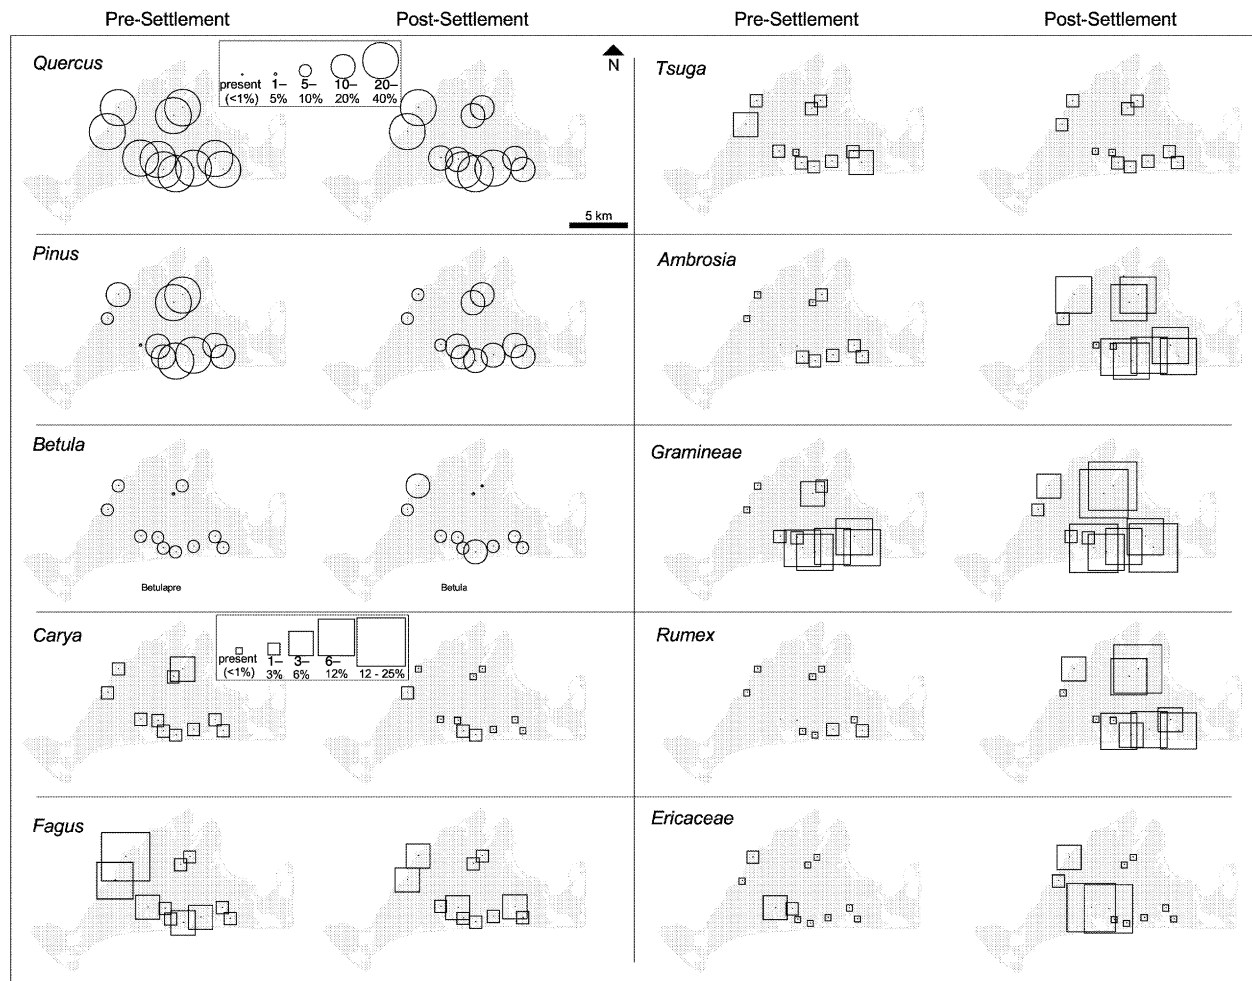 Pre-Settlement Post-Settlement Pre-Settlement Post-Settlement
Quercus
present 1– 5– 10– 20–
(<1%) 5% 10% 20% 40%
N
Tsuga
5 km
Pinus
Ambrosia
Betula
Gramineae
Betulapre
Betula
Carya
present 1– 3– 6–
(<1%) 3% 6% 12% 12 - 25%
Rumex
Fagus
Ericaceae